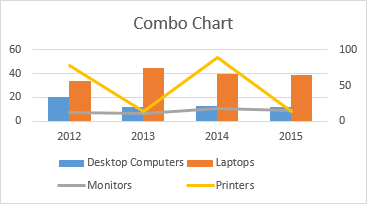 Combo Chart
60 100
40
50
20
0 0
2012 2013 2014 2015
Desktop Computers Laptops
Monitors Printers